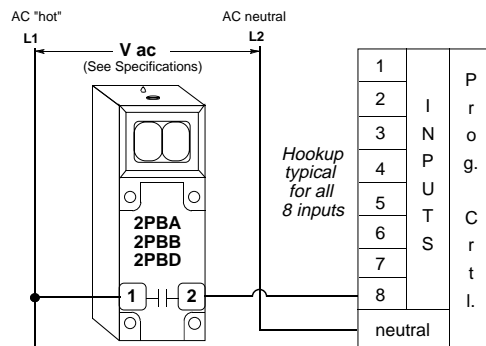 AC "hot"
AC neutral
L1
L2
V ac
(See Specifications)
Hookup
typical
for all
8 inputs
2PBA
2PBB
2PBD
1
2
1
2
3
4
5
6
7
8
neutral
INPUTS
Prog. Crtl.